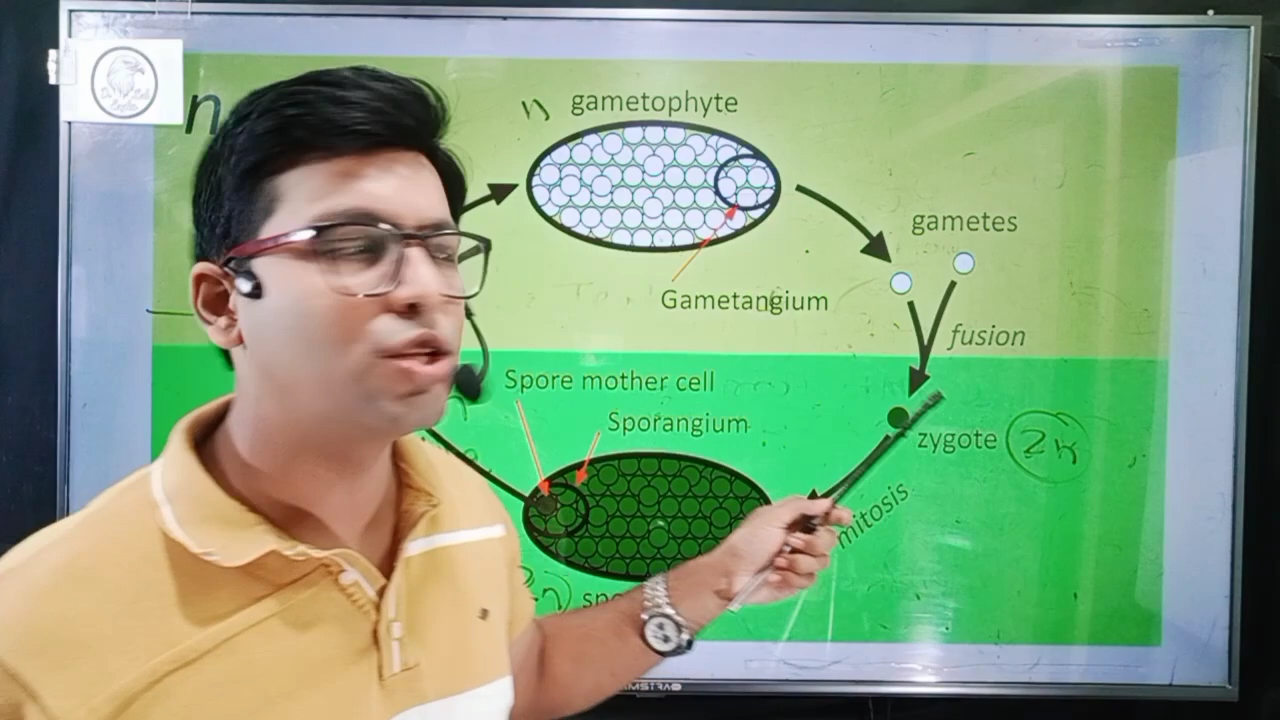 n
n gametophyte
gametes
Gametangium
fusion
Spore mother cell
Sporangium
zygote 2n
mitosis